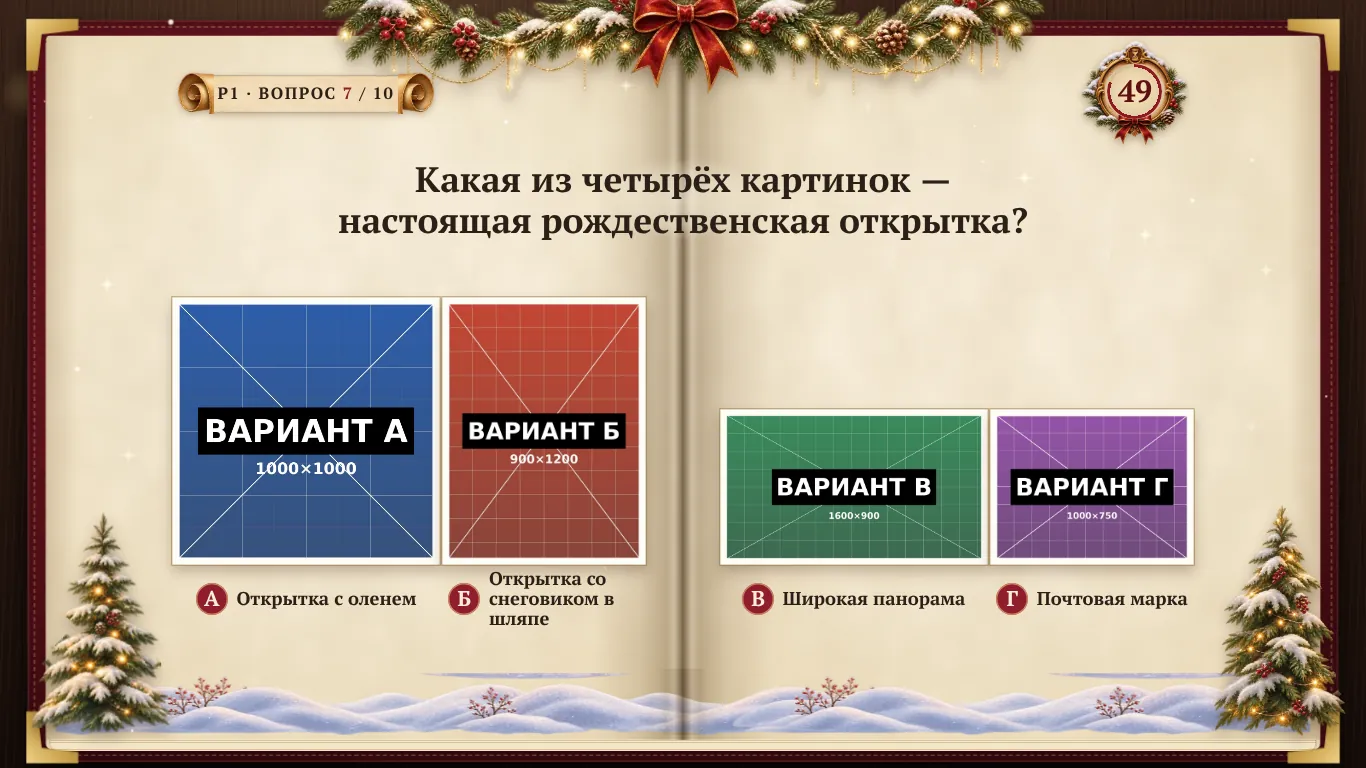 Р1 · ВОПРОС 7 / 10
49
Какая из четырёх картинок —
настоящая рождественская открытка?
ВАРИАНТ А
1000×1000
ВАРИАНТ Б
900×1200
ВАРИАНТ В
1600×900
ВАРИАНТ Г
1000×750
А Открытка с оленем
Б Открытка со
снеговиком в
шляпе
В Широкая панорама
Г Почтовая марка